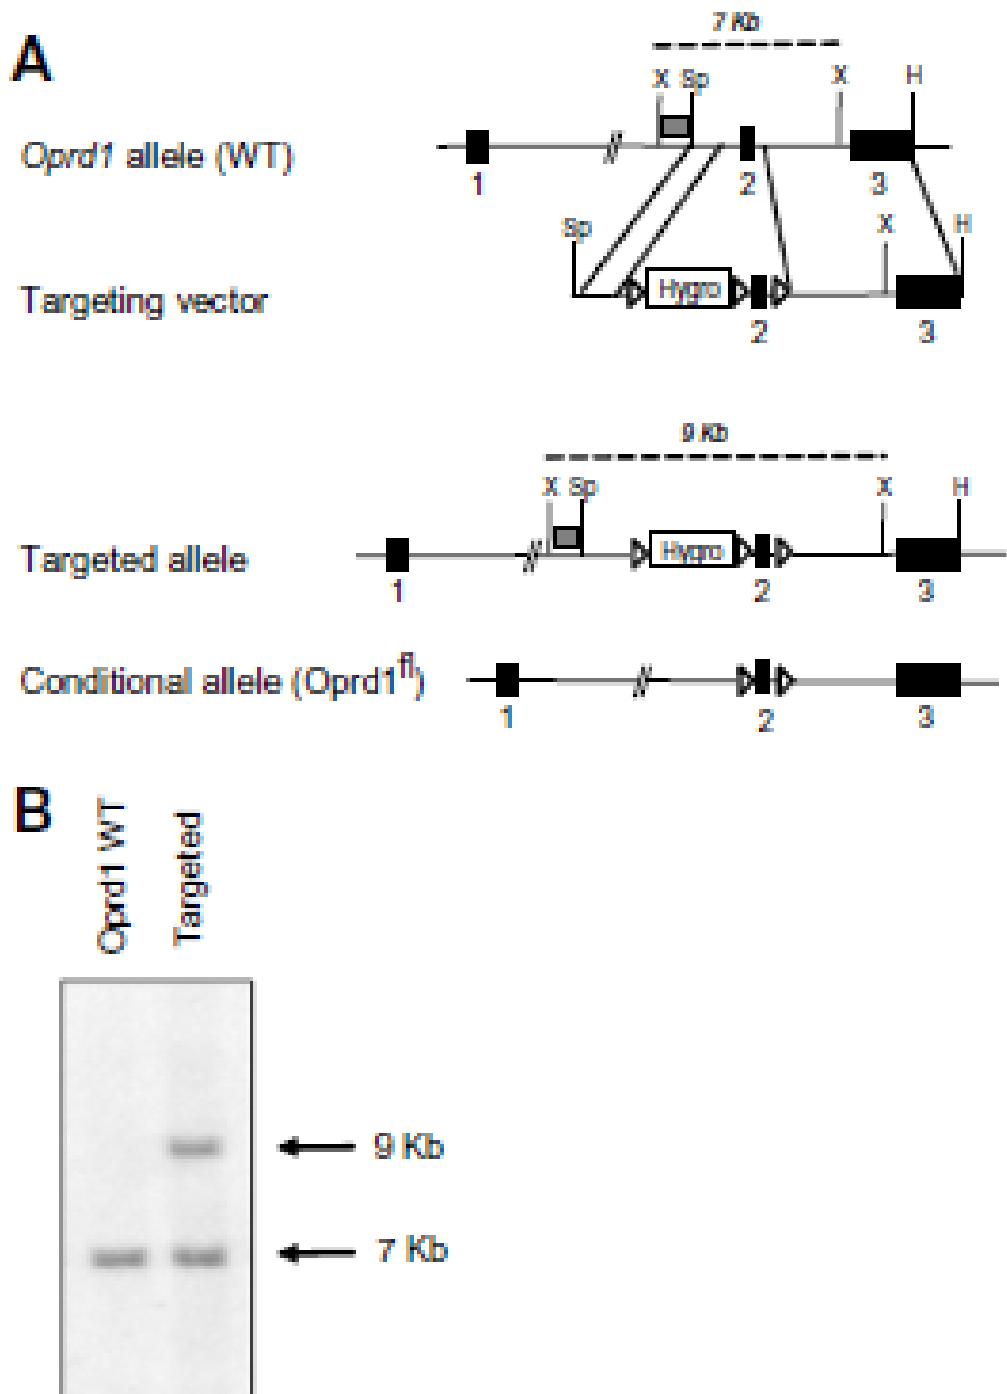 A
7 Kb
X Sp X H
Oprd1 allele (WT)
1 2 3
Sp X H
Targeting vector
Hygro
2 3
9 Kb
X Sp X H
Targeted allele
Hygro
1 2 3
Conditional allele (Oprd1fl)
1 2 3
B
Oprd1 WT
Targeted
9 Kb
7 Kb